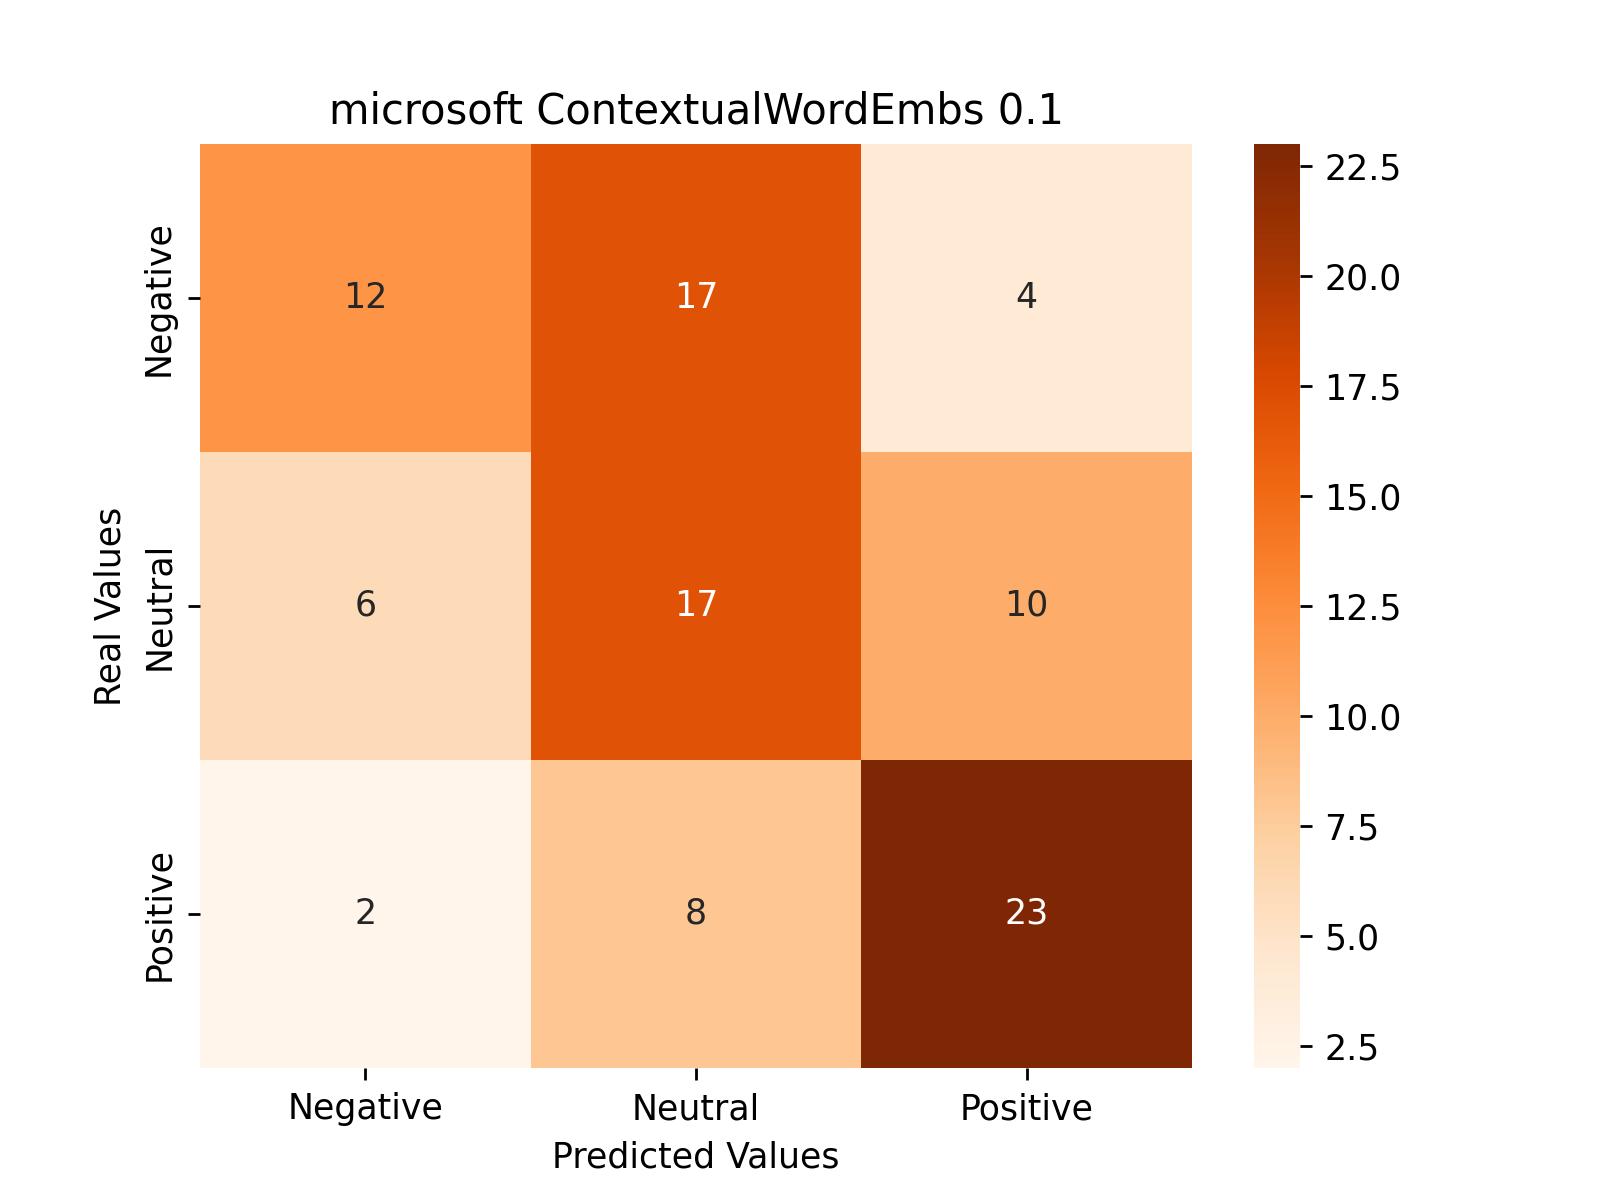 microsoft ContextualWordEmbs 0.1
Real Values
Negative
12
17
4
Neutral
6
17
10
Positive
2
8
23
Negative
Neutral
Positive
Predicted Values
22.5
20.0
17.5
15.0
12.5
10.0
7.5
5.0
2.5